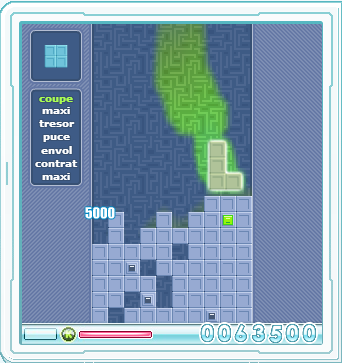 coupe
maxi
tresor
puce
envol
contrat
maxi
5000
0063500